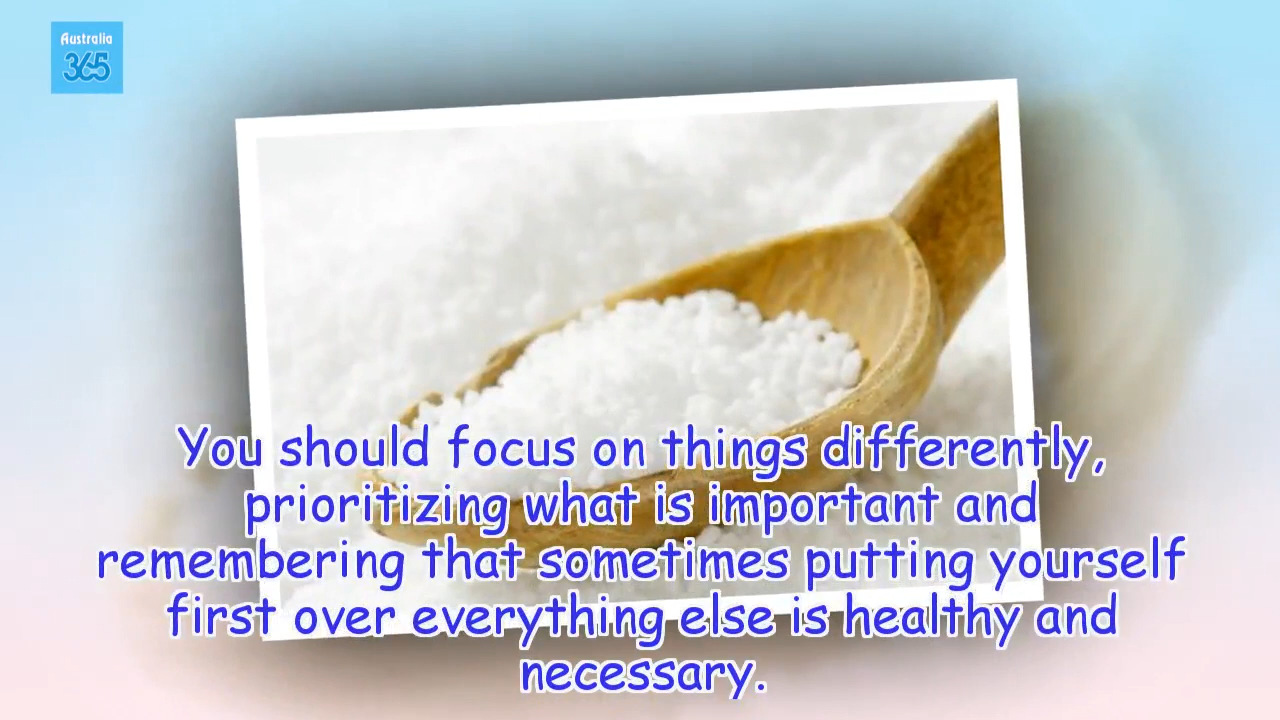 Australia
365
You should focus on things differently,
prioritizing what is important and
remembering that sometimes putting yourself
first over everything else is healthy and
necessary.